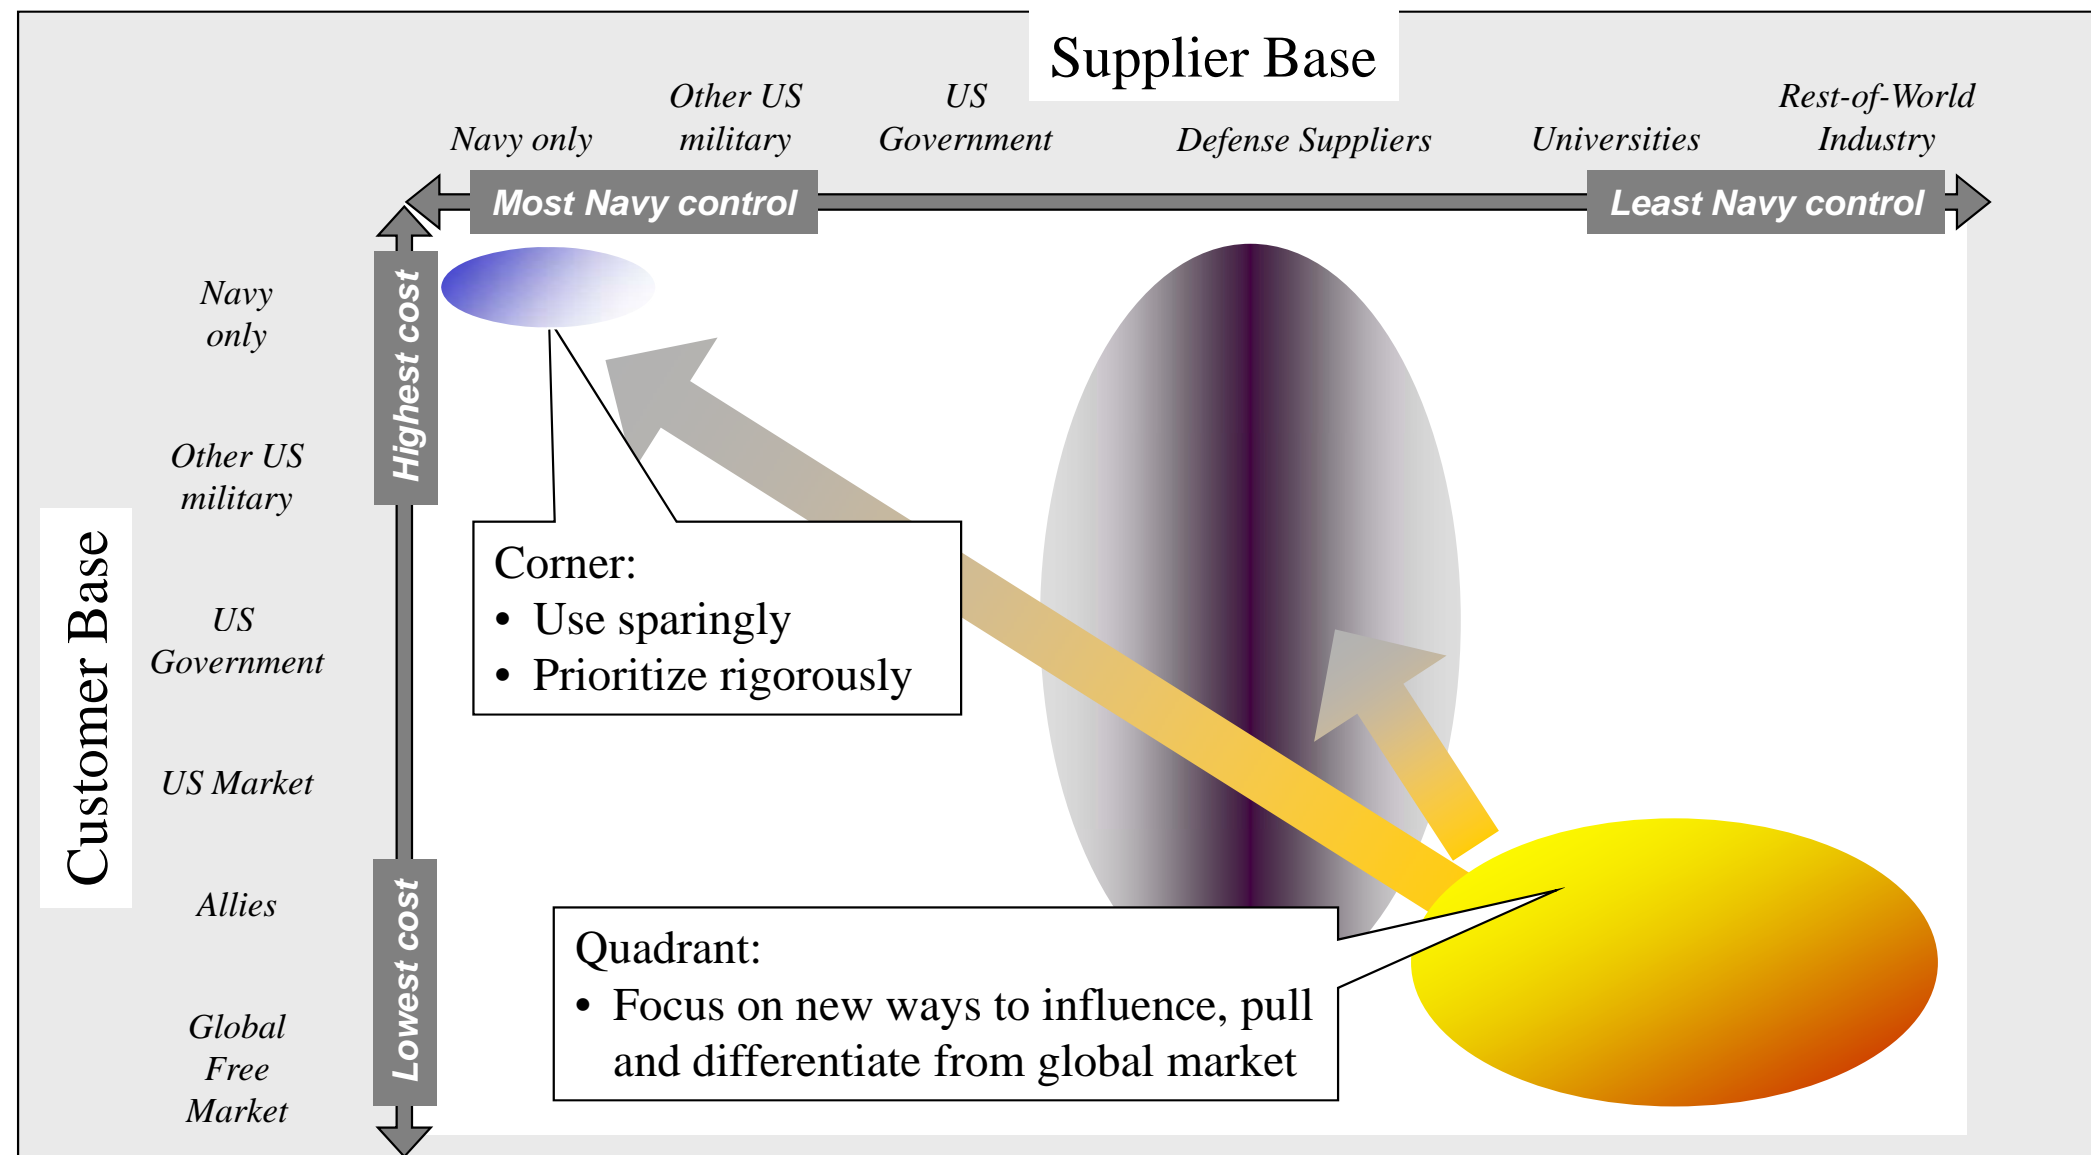 Supplier Base
Other US
military
US
Government
Rest-of-World
Industry
Navy only
Defense Suppliers
Universities
Most Navy control
Least Navy control
Customer Base
Highest cost
Lowest cost
Navy
only
Other US
military
US
Government
US Market
Allies
Global
Free
Market
Corner:
• Use sparingly
• Prioritize rigorously
Quadrant:
• Focus on new ways to influence, pull
and differentiate from global market